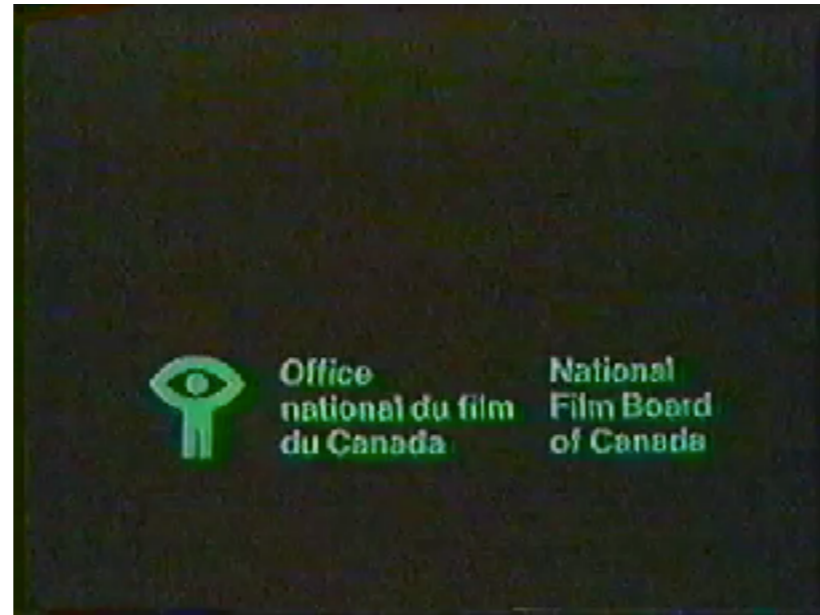 Office
national du film
du Canada
National
Film Board
of Canada